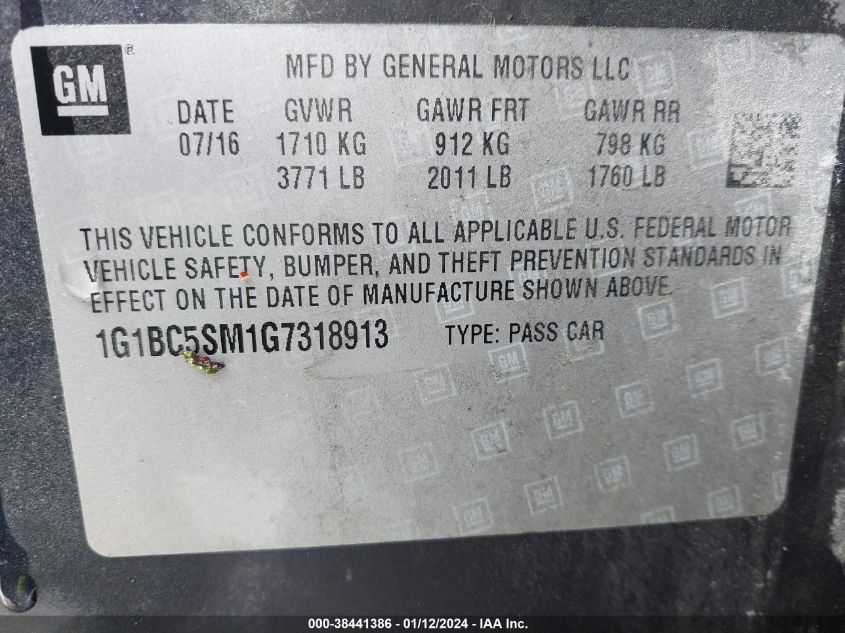 GM ®
MFD BY GENERAL MOTORS LLC
DATE GVWR GAWR FRT GAWR RR
07/16 1710 KG 912 KG 798 KG
3771 LB 2011 LB 1760 LB
THIS VEHICLE CONFORMS TO ALL APPLICABLE U.S. FEDERAL MOTOR
VEHICLE SAFETY, BUMPER, AND THEFT PREVENTION STANDARDS IN
EFFECT ON THE DATE OF MANUFACTURE SHOWN ABOVE.
1G1BC5SM1G7318913 TYPE: PASS CAR
000-38441386 - 01/12/2024 - IAA Inc.